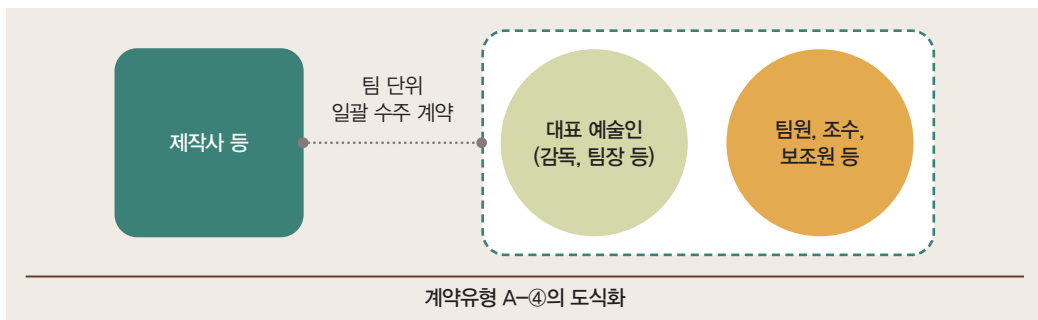 제작사 등
팀 단위
일괄 수주 계약
대표 예술인
(감독, 팀장 등)
팀원, 조수,
보조원 등
계약유형 A-④의 도식화